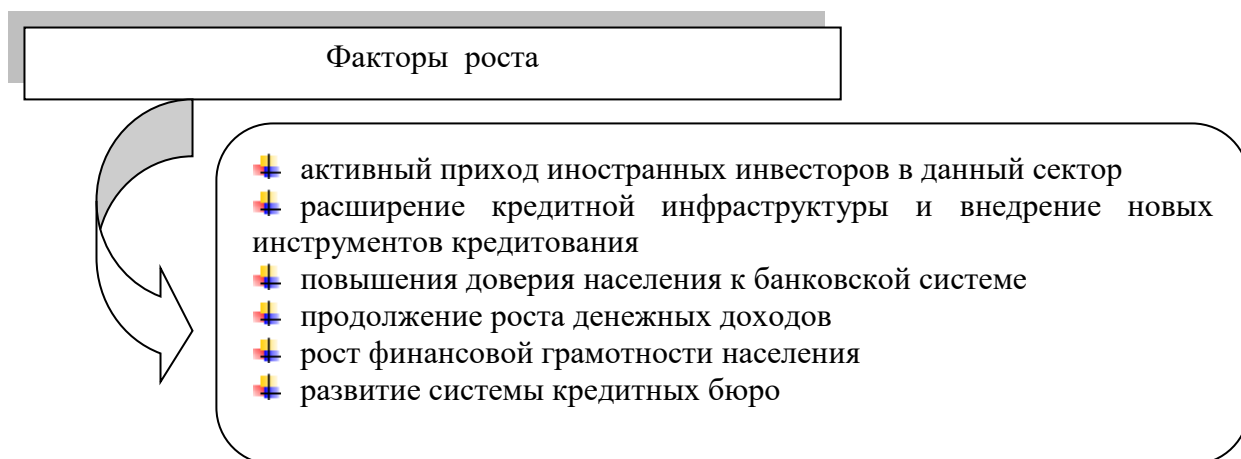 Факторы роста
активный приход иностранных инвесторов в данный сектор
расширение кредитной инфраструктуры и внедрение новых
инструментов кредитования
повышения доверия населения к банковской системе
продолжение роста денежных доходов
рост финансовой грамотности населения
развитие системы кредитных бюро